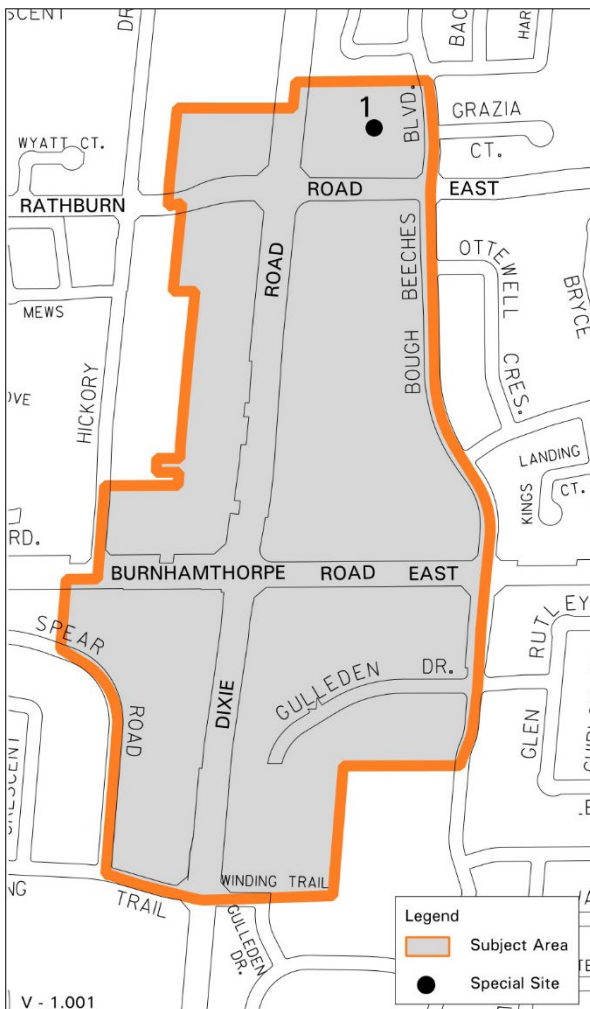 SCENT
DR.
BAC
HAR
1
BLVD.
GRAZIA
CT.
WYATT CT.
RATHBURN
ROAD
EAST
ROAD
BEECHES
BOUGH
OTTEWELL
CRES.
BRYCE
MEWS
HICKORY
OVE
LANDING
KINGS
CT.
RD.
BURNHAMTHORPE ROAD EAST
SPEAR
ROAD
DIXIE
GULLEDEN DR.
RUTLEY
GLEN
WINDING TRAIL
TRAIL
NG
GULLEDEN
DR.
Legend
Subject Area
Special Site
V - 1.001